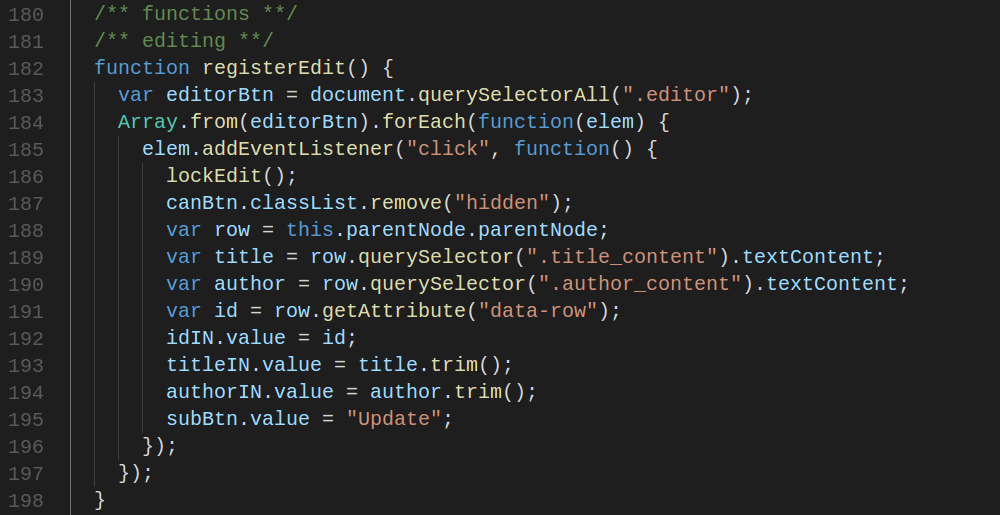 180 /** functions **/
181 /** editing **/
182 function registerEdit() {
183 var editorBtn = document.querySelectorAll(".editor");
184 Array.from(editorBtn).forEach(function(elem) {
185 elem.addEventListener("click", function() {
186 lockEdit();
187 canBtn.classList.remove("hidden");
188 var row = this.parentNode.parentNode;
189 var title = row.querySelector(".title_content").textContent;
190 var author = row.querySelector(".author_content").textContent;
191 var id = row.getAttribute("data-row");
192 idIN.value = id;
193 titleIN.value = title.trim();
194 authorIN.value = author.trim();
195 subBtn.value = "Update";
196 });
197 });
198 }